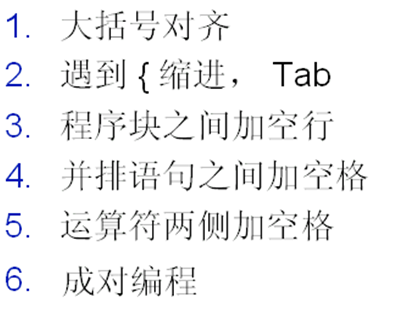 1. 大括号对齐
2. 遇到 { 缩进， Tab
3. 程序块之间加空行
4. 并排语句之间加空格
5. 运算符两侧加空格
6. 成对编程